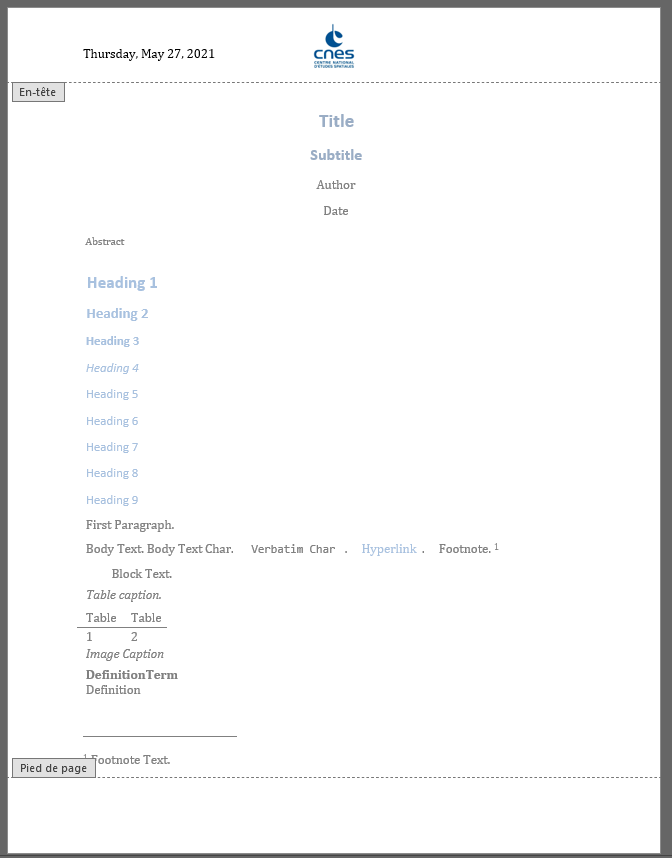 Thursday, May 27, 2021
cnes
CENTRE NATIONAL
D'ÉTUDES SPATIALES
En-tête
Title
Subtitle
Author
Date
Abstract
Heading 1
Heading 2
Heading 3
Heading 4
Heading 5
Heading 6
Heading 7
Heading 8
Heading 9
First Paragraph.
Body Text. Body Text Char. Verbatim Char . Hyperlink . Footnote. 1
Block Text.
Table caption.
Table Table
1 2
Image Caption
DefinitionTerm
Definition
1 Footnote Text.
Pied de page